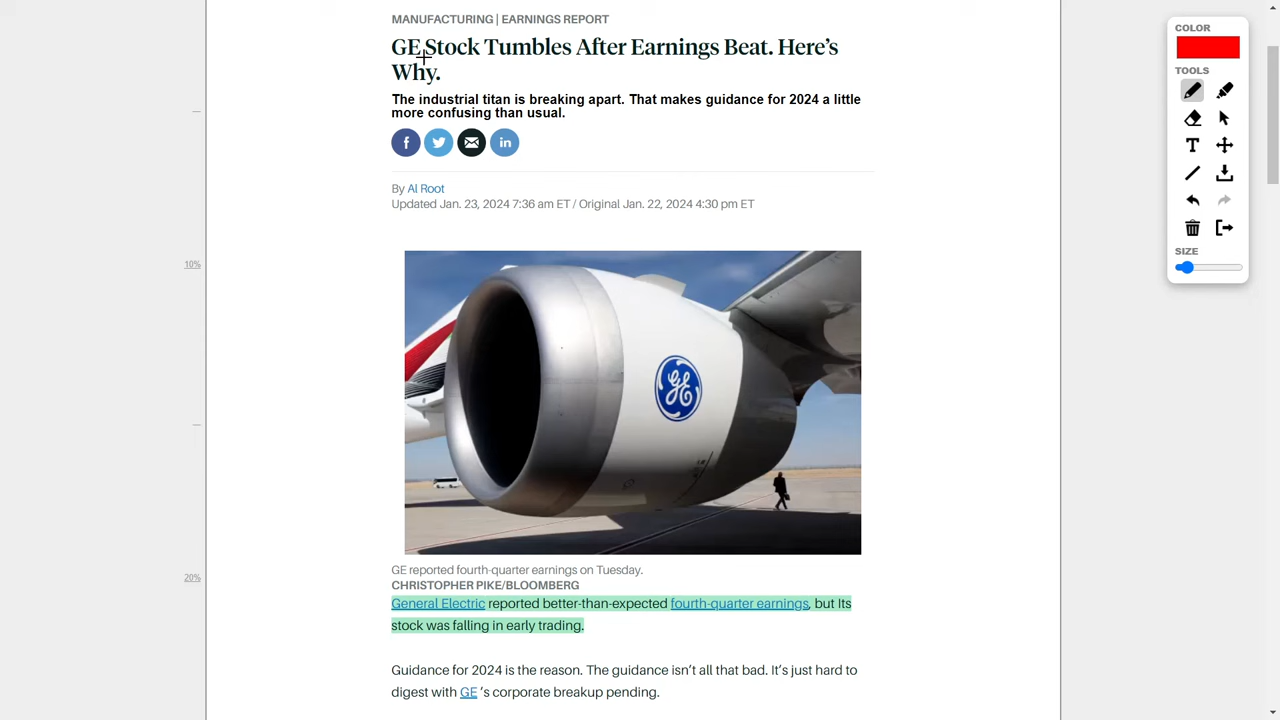 MANUFACTURING | EARNINGS REPORT
GE Stock Tumbles After Earnings Beat. Here’s
Why.
The industrial titan is breaking apart. That makes guidance for 2024 a little
more confusing than usual.
By Al Root
Updated Jan. 23, 2024 7:36 am ET / Original Jan. 22, 2024 4:30 pm ET
GE
GE reported fourth-quarter earnings on Tuesday.
CHRISTOPHER PIKE/BLOOMBERG
General Electric reported better-than-expected fourth-quarter earnings, but Its
stock was falling in early trading.
Guidance for 2024 is the reason. The guidance isn’t all that bad. It’s just hard to
digest with GE ’s corporate breakup pending.
10%
20%
COLOR
TOOLS
T
SIZE